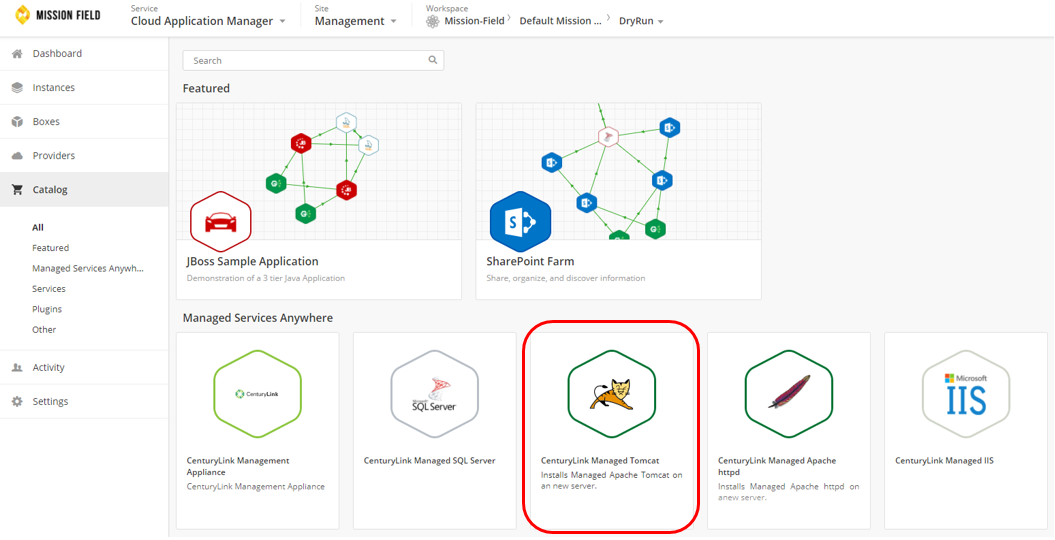 MISSION FIELD
Service
Cloud Application Manager
Site
Management
Workspace
Mission-Field
Default Mission ...
DryRun
Dashboard
Instances
Boxes
Providers
Catalog
All
Featured
Managed Services Anywh...
Services
Plugins
Other
Activity
Settings
Search
Featured
JBoss Sample Application
Demonstration of a 3 tier Java Application
S
SharePoint Farm
Share, organize, and discover information
Managed Services Anywhere
CenturyLink
CenturyLink Management
Appliance
CenturyLink Management Appliance
Microsoft
SQL Server
CenturyLink Managed SQL Server
CenturyLink Managed Tomcat
Installs Managed Apache Tomcat on
an new server.
CenturyLink Managed Apache
httpd
Installs Managed Apache httpd on
anew server.
Microsoft
IIS
CenturyLink Managed IIS